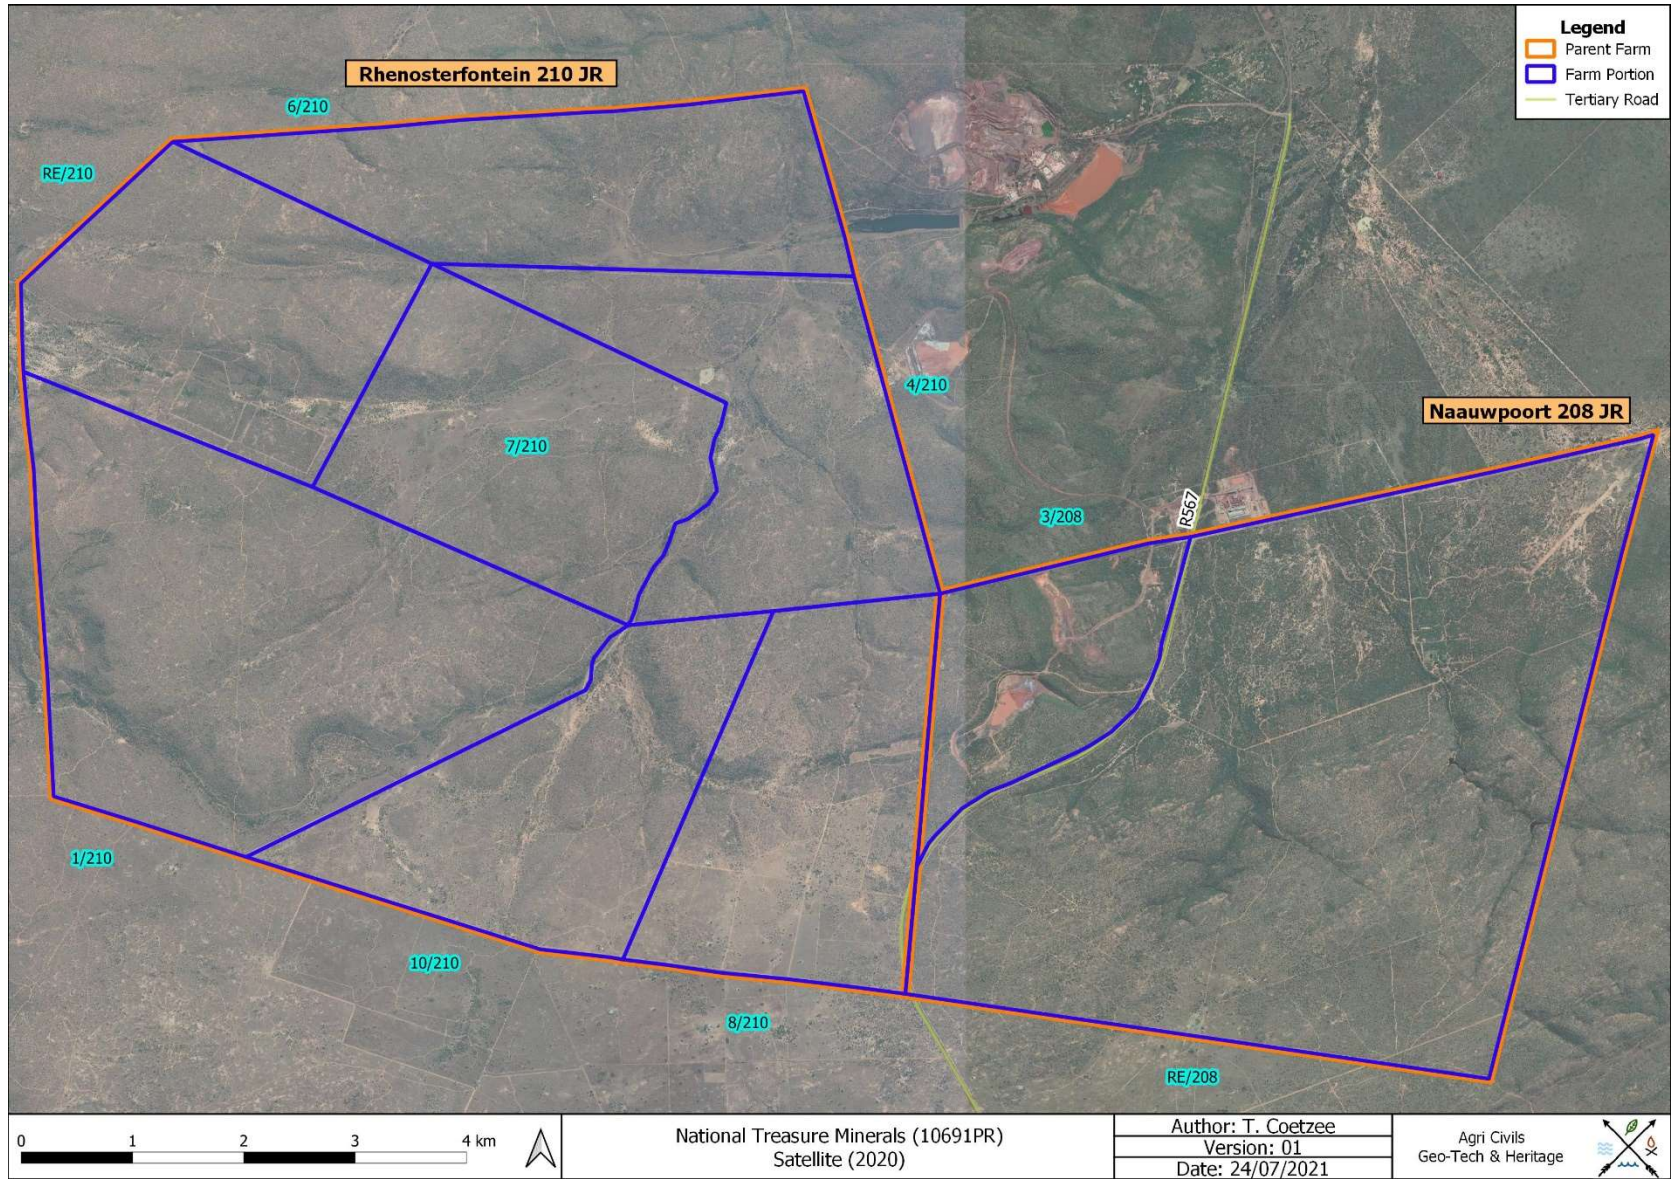 Legend
Parent Farm
Farm Portion
Tertiary Road
Rhenosterfontein 210 JR
6/210
RE/210
4/210
Naauwpoort 208 JR
7/210
R567
3/208
1/210
10/210
8/210
RE/208
0 1 2 3 4 km
National Treasure Minerals (10691PR)
Satellite (2020)
Author: T. Coetzee
Version: 01
Date: 24/07/2021
Agri Civils
Geo-Tech & Heritage